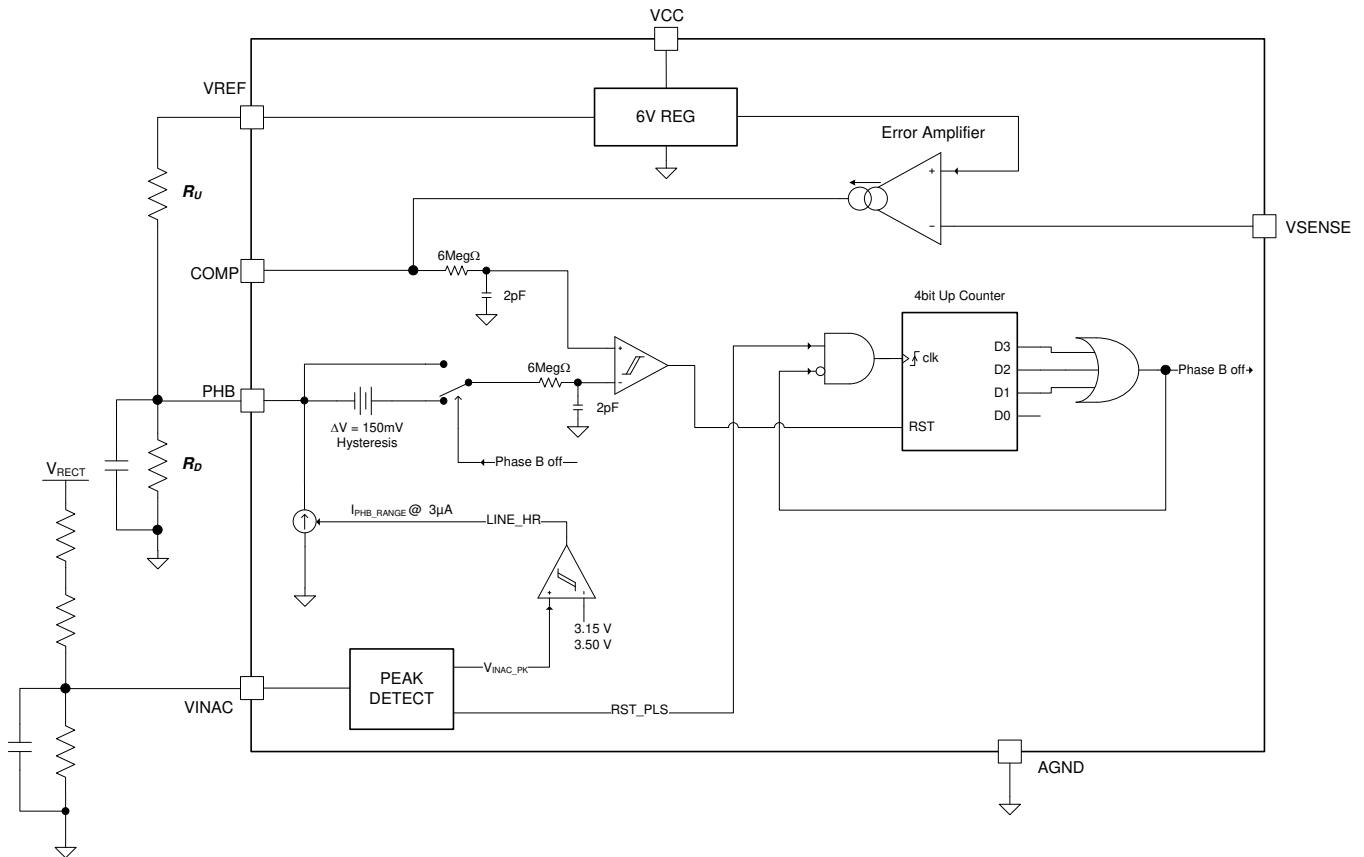 VCC
VREF
6V REG
Error Amplifier
+
−
R_U
VSENSE
COMP
6MegΩ
2pF
4bit Up Counter
+
−
clk
D3
D2
D1
D0
RST
Phase B off
PHB
6MegΩ
2pF
ΔV = 150mV
Hysteresis
Phase B off
R_D
V_RECT
I_PHB_RANGE @ 3µA
LINE_HR
+
-
3.15 V
3.50 V
PEAK
DETECT
V_INAC_PK
RST_PLS
VINAC
AGND